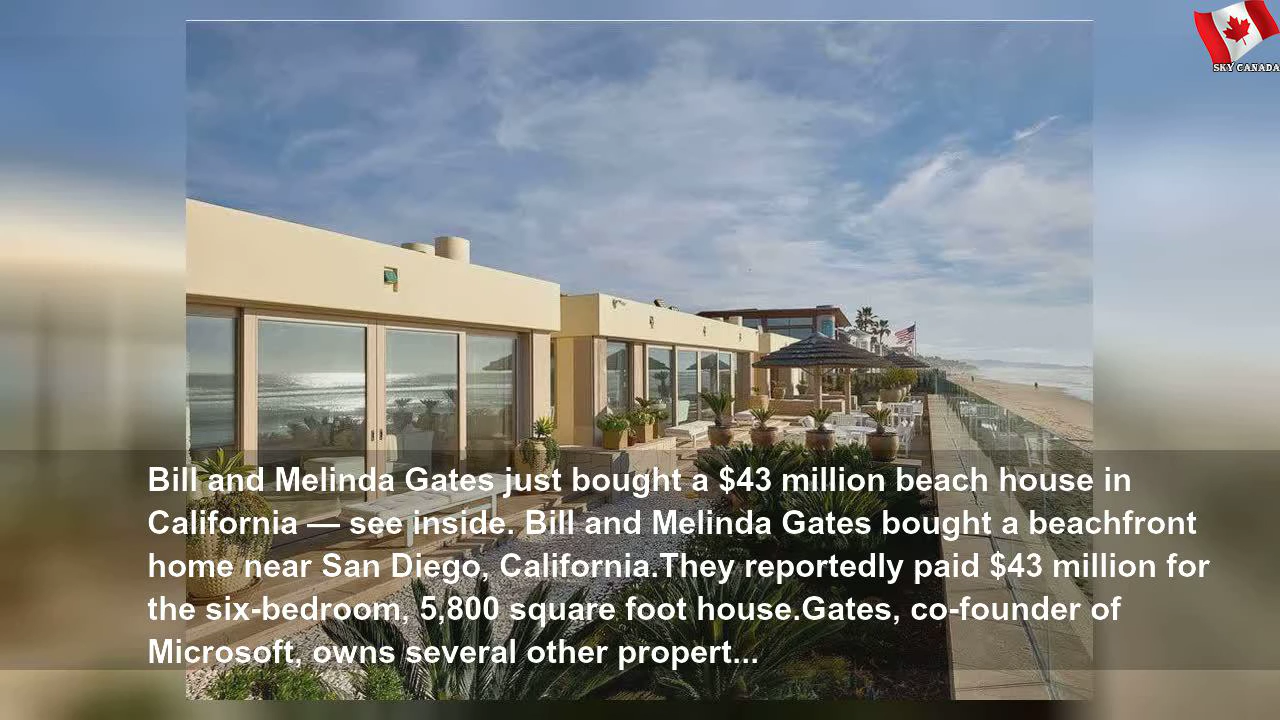 SKY CANADA
Bill and Melinda Gates just bought a $43 million beach house in
California — see inside. Bill and Melinda Gates bought a beachfront
home near San Diego, California.They reportedly paid $43 million for
the six-bedroom, 5,800 square foot house.Gates, co-founder of
Microsoft, owns several other propert...